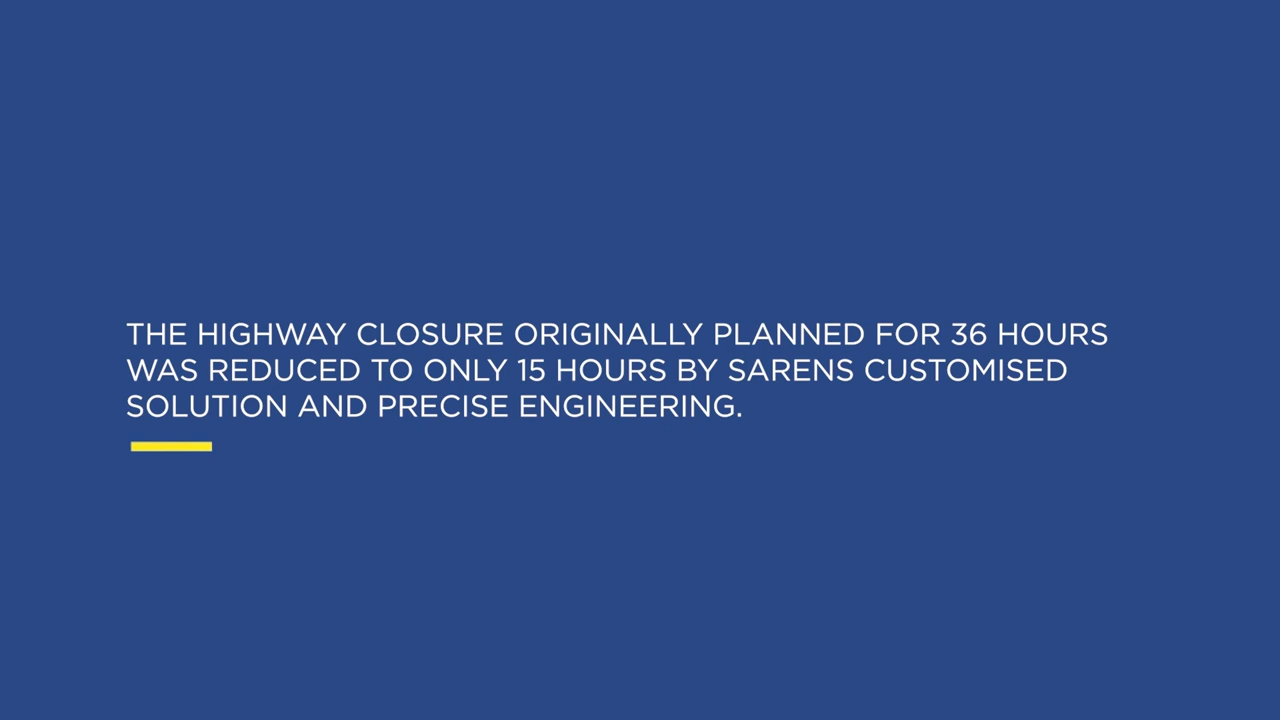 THE HIGHWAY CLOSURE ORIGINALLY PLANNED FOR 36 HOURS
WAS REDUCED TO ONLY 15 HOURS BY SARENS CUSTOMISED
SOLUTION AND PRECISE ENGINEERING.